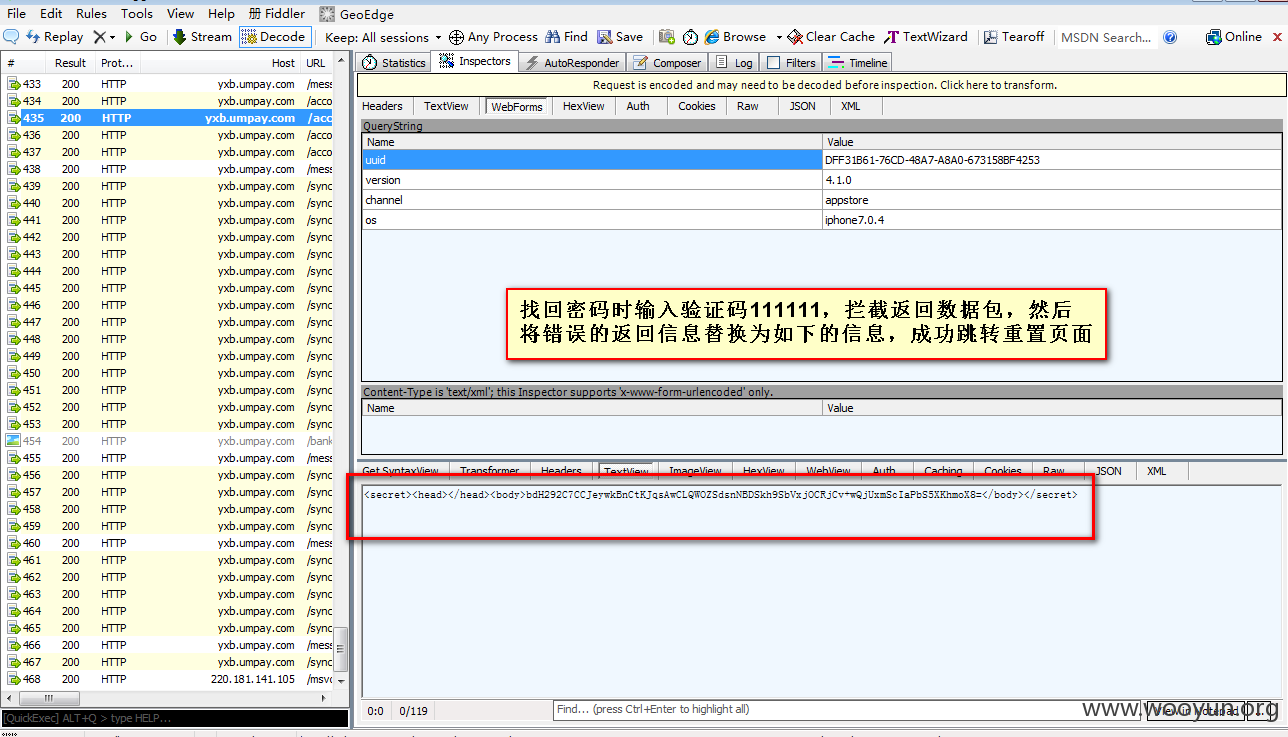 File Edit Rules Tools View Help 册 Fiddler GeoEdge
Replay Go Stream Decode Keep: All sessions Any Process Find Save Browse Clear Cache TextWizard Tearoff MSDN Search... Online
# Result Prot... Host URL
433 200 HTTP yxb.umpay.com /mess
434 200 HTTP yxb.umpay.com /acco
435 200 HTTP yxb.umpay.com /acc
436 200 HTTP yxb.umpay.com /acco
437 200 HTTP yxb.umpay.com /acco
438 200 HTTP yxb.umpay.com /mess
439 200 HTTP yxb.umpay.com /sync
440 200 HTTP yxb.umpay.com /sync
441 200 HTTP yxb.umpay.com /sync
442 200 HTTP yxb.umpay.com /sync
443 200 HTTP yxb.umpay.com /sync
444 200 HTTP yxb.umpay.com /sync
445 200 HTTP yxb.umpay.com /sync
446 200 HTTP yxb.umpay.com /sync
447 200 HTTP yxb.umpay.com /sync
448 200 HTTP yxb.umpay.com /sync
449 200 HTTP yxb.umpay.com /sync
450 200 HTTP yxb.umpay.com /sync
451 200 HTTP yxb.umpay.com /sync
452 200 HTTP yxb.umpay.com /sync
453 200 HTTP yxb.umpay.com /sync
454 200 HTTP yxb.umpay.com /bank
455 200 HTTP yxb.umpay.com /mess
456 200 HTTP yxb.umpay.com /sync
457 200 HTTP yxb.umpay.com /sync
458 200 HTTP yxb.umpay.com /sync
459 200 HTTP yxb.umpay.com /sync
460 200 HTTP yxb.umpay.com /mess
461 200 HTTP yxb.umpay.com /sync
462 200 HTTP yxb.umpay.com /sync
463 200 HTTP yxb.umpay.com /sync
464 200 HTTP yxb.umpay.com /sync
465 200 HTTP yxb.umpay.com /sync
466 200 HTTP yxb.umpay.com /mess
467 200 HTTP yxb.umpay.com /sync
468 200 HTTP 220.181.141.105 /msvc
[QuickExec] ALT+Q > type HELP...
Statistics Inspectors AutoResponder Composer Log Filters Timeline
Request is encoded and may need to be decoded before inspection. Click here to transform.
Headers TextView WebForms HexView Auth Cookies Raw JSON XML
QueryString
Name Value
uuid DFF31B61-76CD-48A7-A8A0-673158BF4253
version 4.1.0
channel appstore
os iphone7.0.4
找回密码时输入验证码111111，拦截返回数据包，然后
将错误的返回信息替换为如下的信息，成功跳转重置页面
Content-Type is 'text/xml'; this Inspector supports 'x-www-form-urlencoded' only.
Name Value
Get SyntaxView Transformer Headers TextView ImageView HexView WebView Auth Caching Cookies Raw JSON XML
<secret><head></head><body>bdH292C7CCJeywkBnCtKJqsAwCLQWOZSdsnNBDSkh9SbVxjOCRjCv+wQjUxmScIaPbS5XKhmoX8=</body></secret>
0:0 0/119 Find... (press Ctrl+Enter to highlight all) View in Notepad
www.wooyun.org